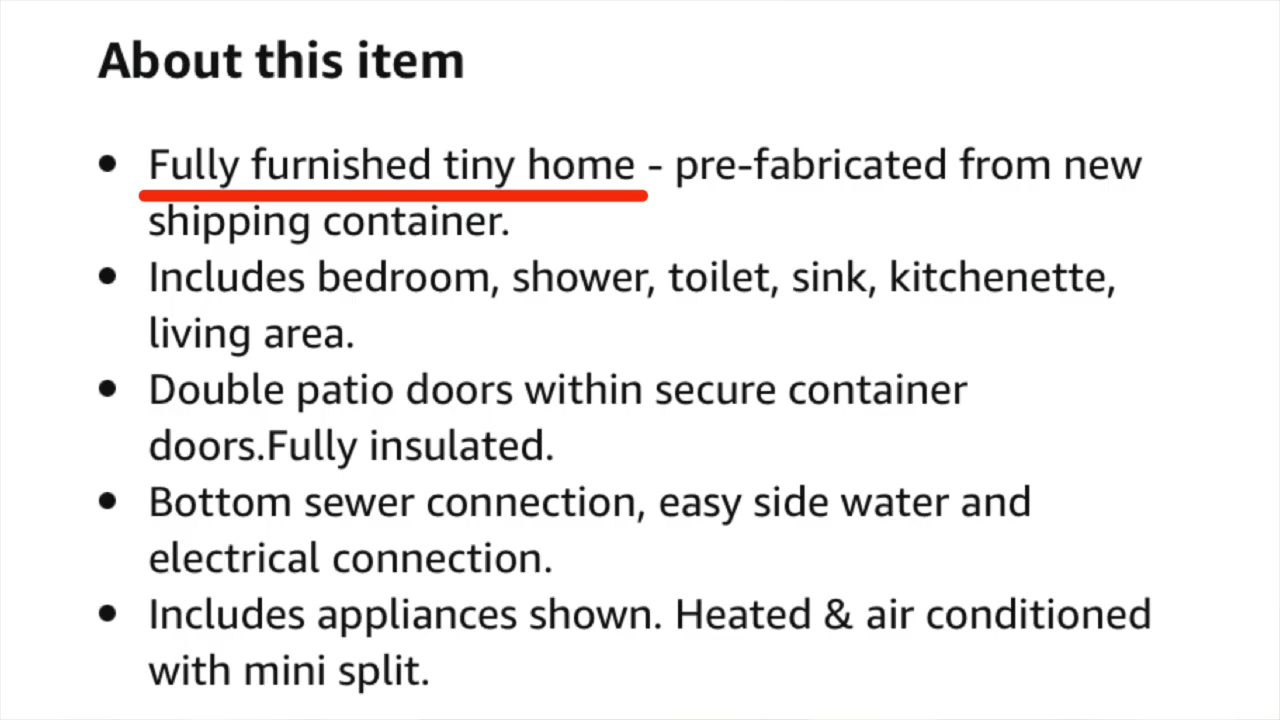 About this item
• Fully furnished tiny home - pre-fabricated from new
shipping container.
• Includes bedroom, shower, toilet, sink, kitchenette,
living area.
• Double patio doors within secure container
doors.Fully insulated.
• Bottom sewer connection, easy side water and
electrical connection.
• Includes appliances shown. Heated & air conditioned
with mini split.